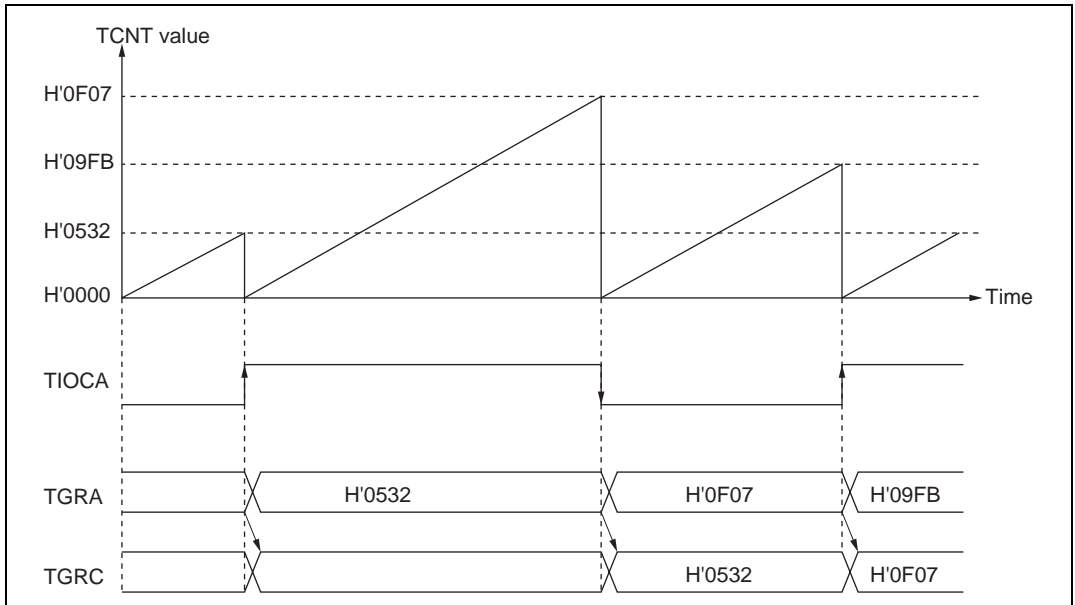 TCNT value
H'0F07
H'09FB
H'0532
H'0000
Time
TIOCA
TGRA
H'0532
H'0F07
H'09FB
TGRC
H'0532
H'0F07